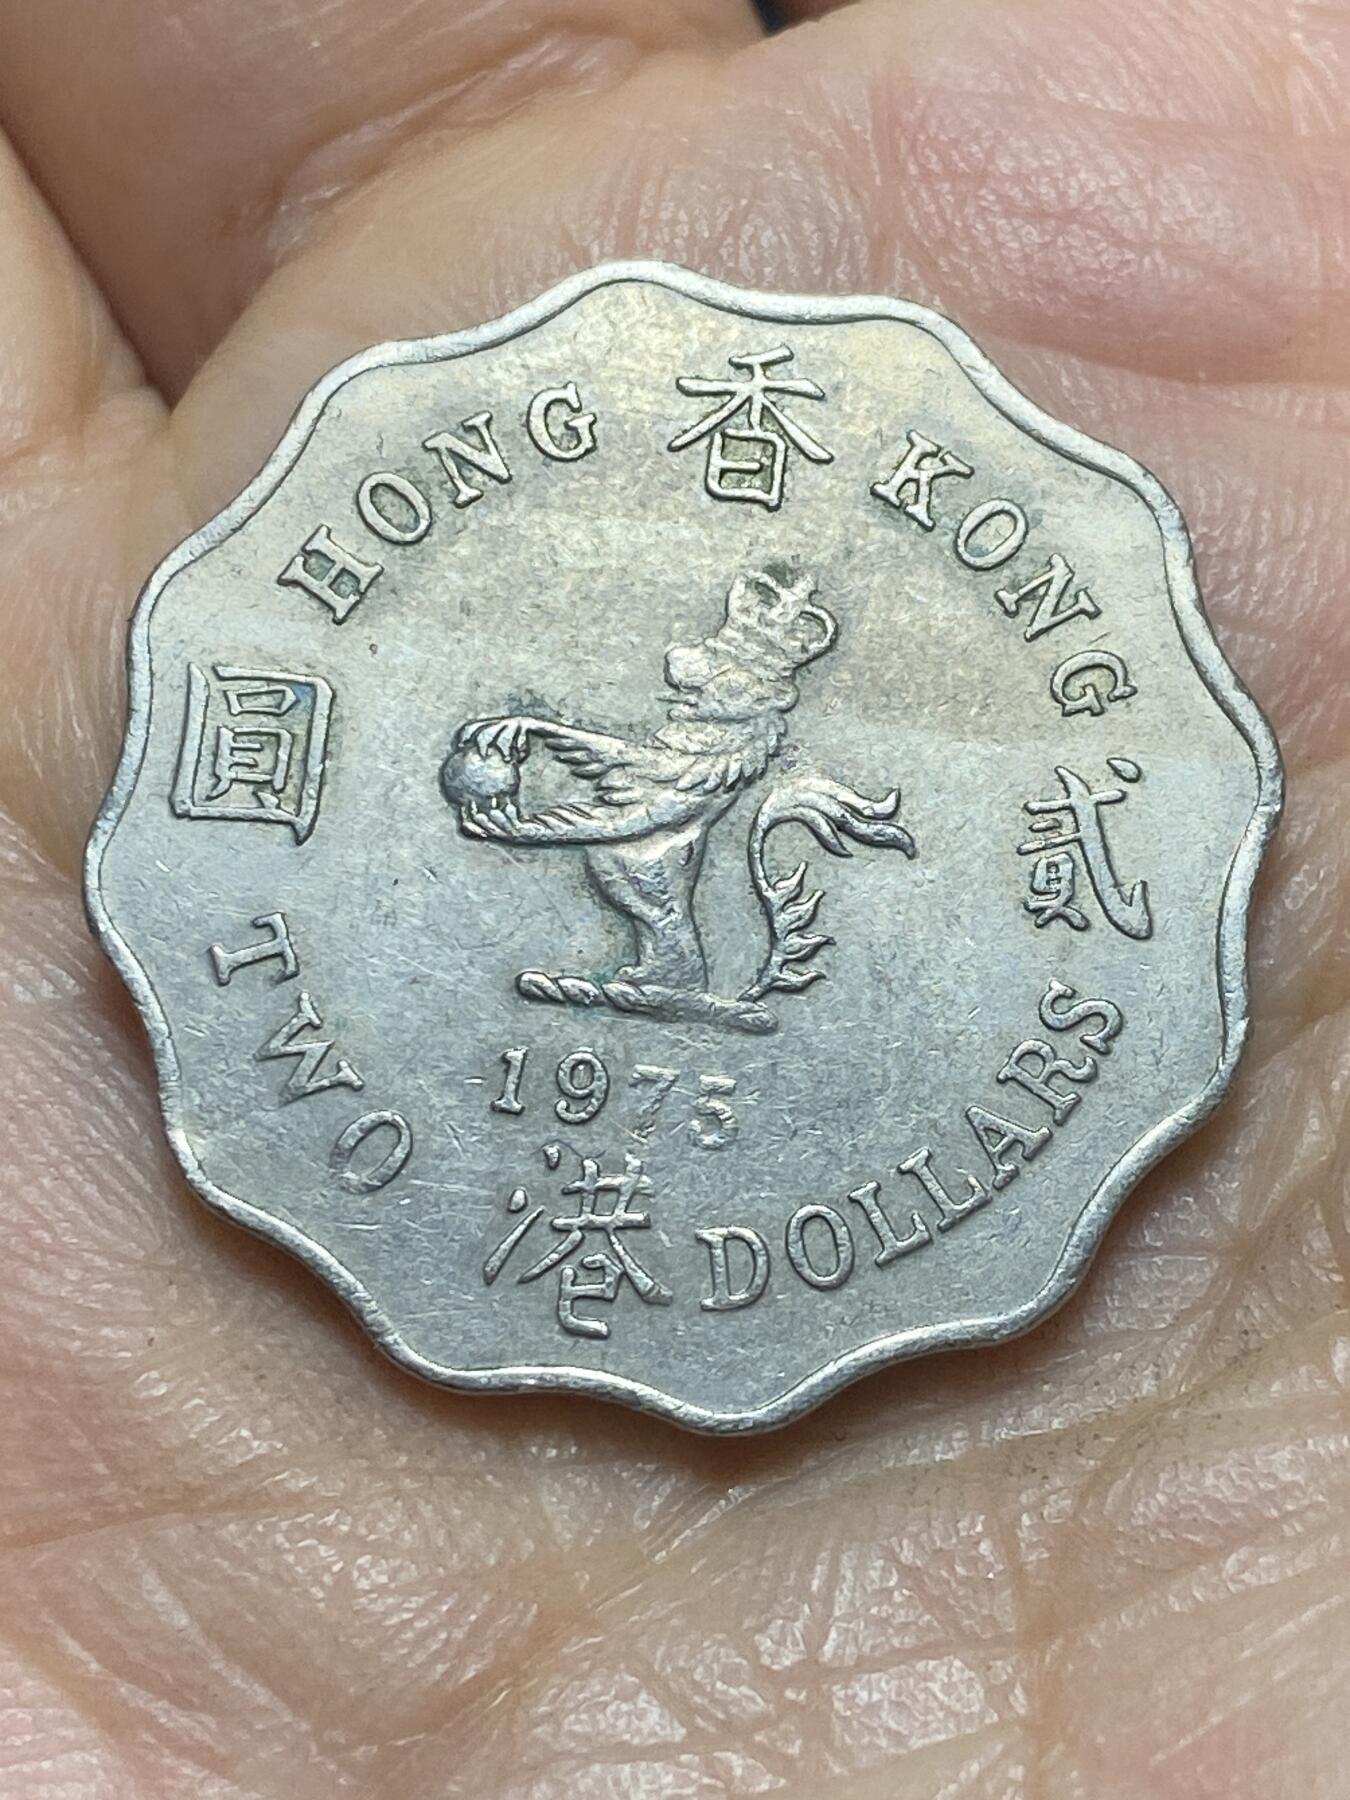 HONG KONG
香港
貳圓
TWO DOLLARS
1975